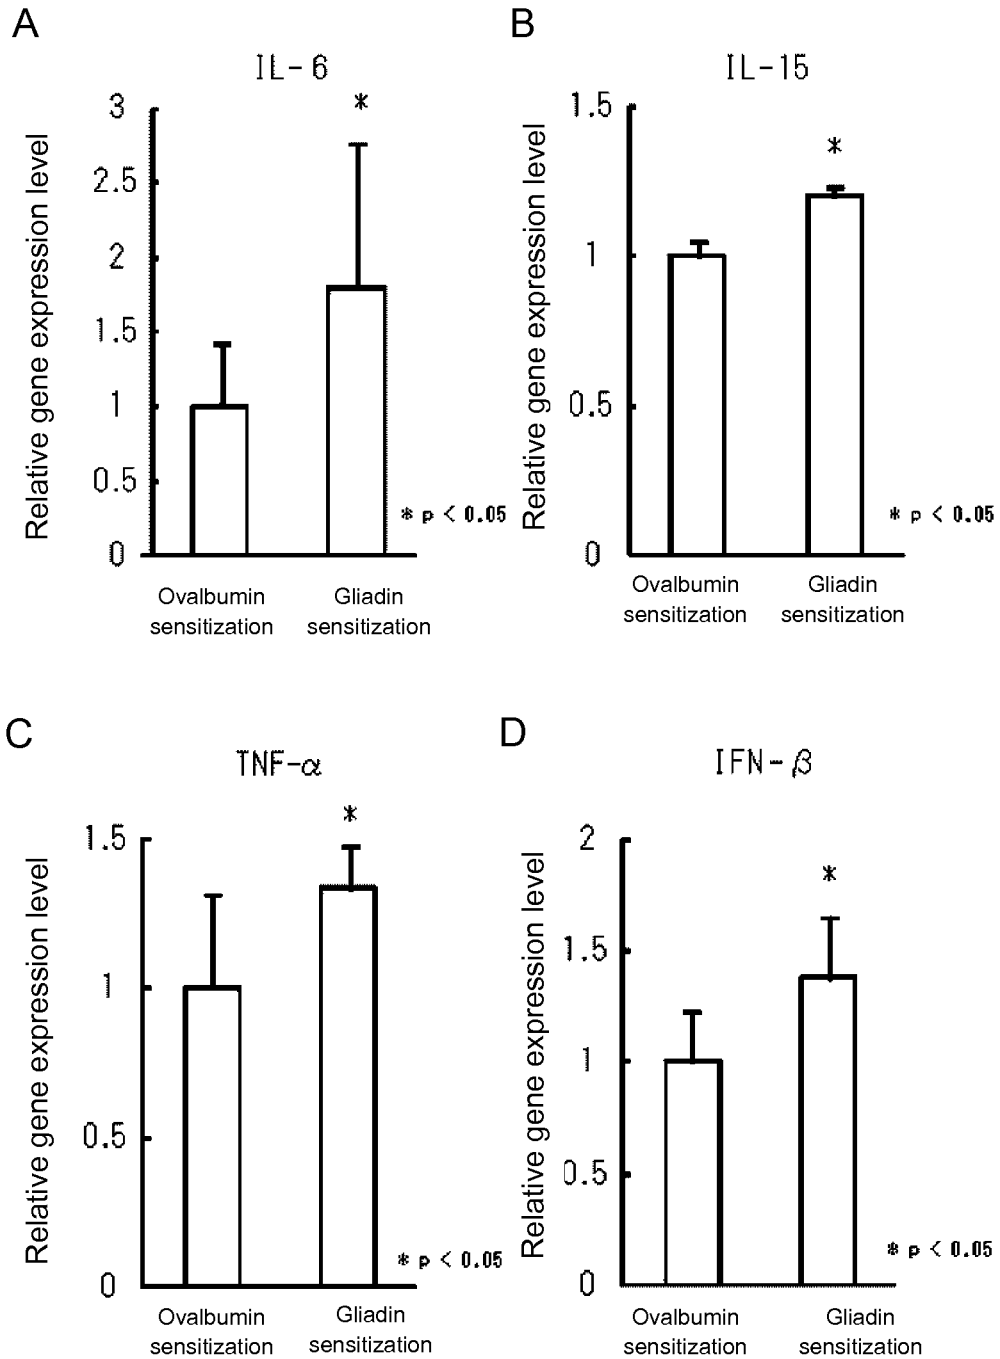 A
IL-6
Relative gene expression level
3
2.5
2
1.5
1
0.5
0
*
* p < 0.05
Ovalbumin
sensitization
Gliadin
sensitization
B
IL-15
Relative gene expression level
1.5
1
0.5
0
*
* p < 0.05
Ovalbumin
sensitization
Gliadin
sensitization
C
TNF-α
Relative gene expression level
1.5
1
0.5
0
*
* p < 0.05
Ovalbumin
sensitization
Gliadin
sensitization
D
IFN-β
Relative gene expression level
2
1.5
1
0.5
0
*
* p < 0.05
Ovalbumin
sensitization
Gliadin
sensitization